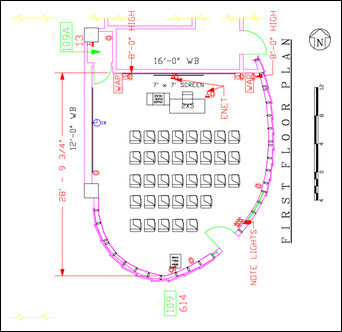 109A
13
8'-0" HIGH
8'-0" HIGH
16'-0" WB
WAP
WAP
7' x 7' SCREEN
2X5
ENET
12'-0" WB
28' - 9 3/4"
NOTE LIGHTS
109
614
FIRST FLOOR PLAN
N